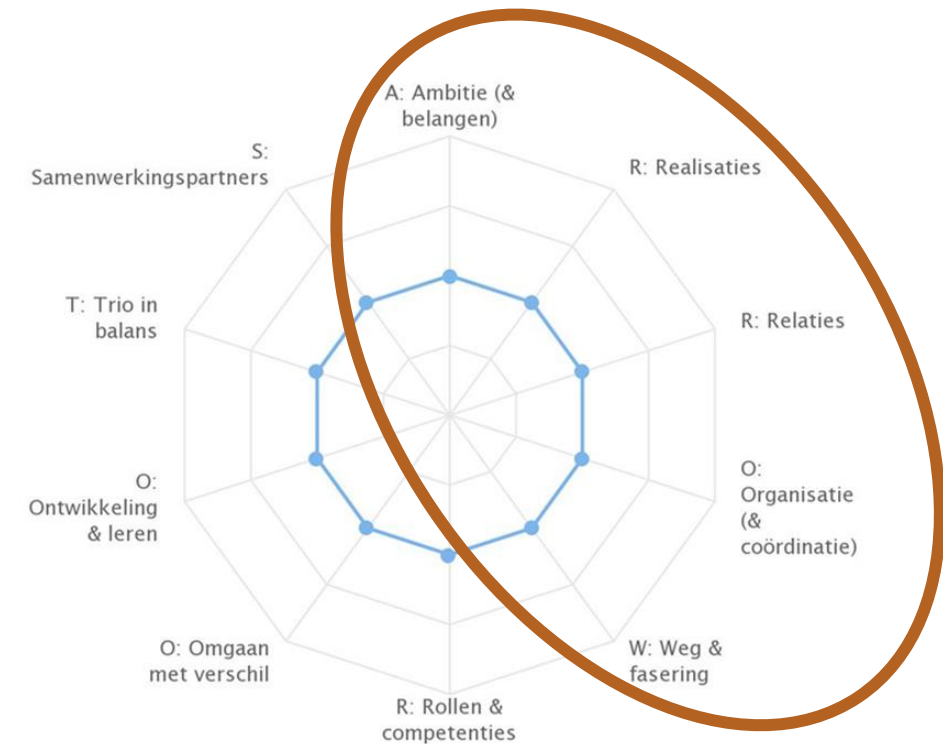 A: Ambitie (&
belangen)
R: Realisaties
R: Relaties
O:
Organisatie
(&
coördinatie)
W: Weg &
fasering
R: Rollen &
competenties
O: Omgaan
met verschil
O:
Ontwikkeling
& leren
T: Trio in
balans
S:
Samenwerkingspartners